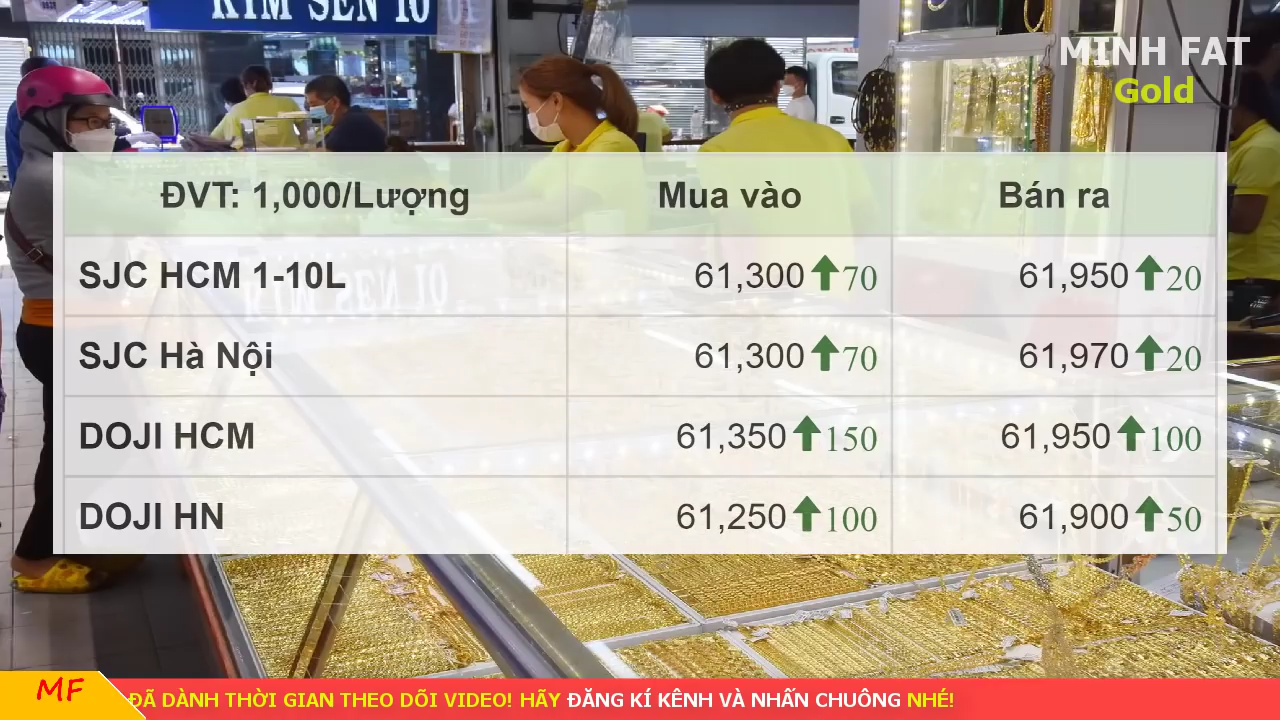 KIM SEN 10
MINH FAT
Gold
ĐVT: 1,000/Lượng Mua vào Bán ra
SJC HCM 1-10L 61,300 70 61,950 20
SJC Hà Nội 61,300 70 61,970 20
DOJI HCM 61,350 150 61,950 100
DOJI HN 61,250 100 61,900 50
MF
ĐÃ DÀNH THỜI GIAN THEO DÕI VIDEO! HÃY ĐĂNG KÍ KÊNH VÀ NHẤN CHUÔNG NHÉ!